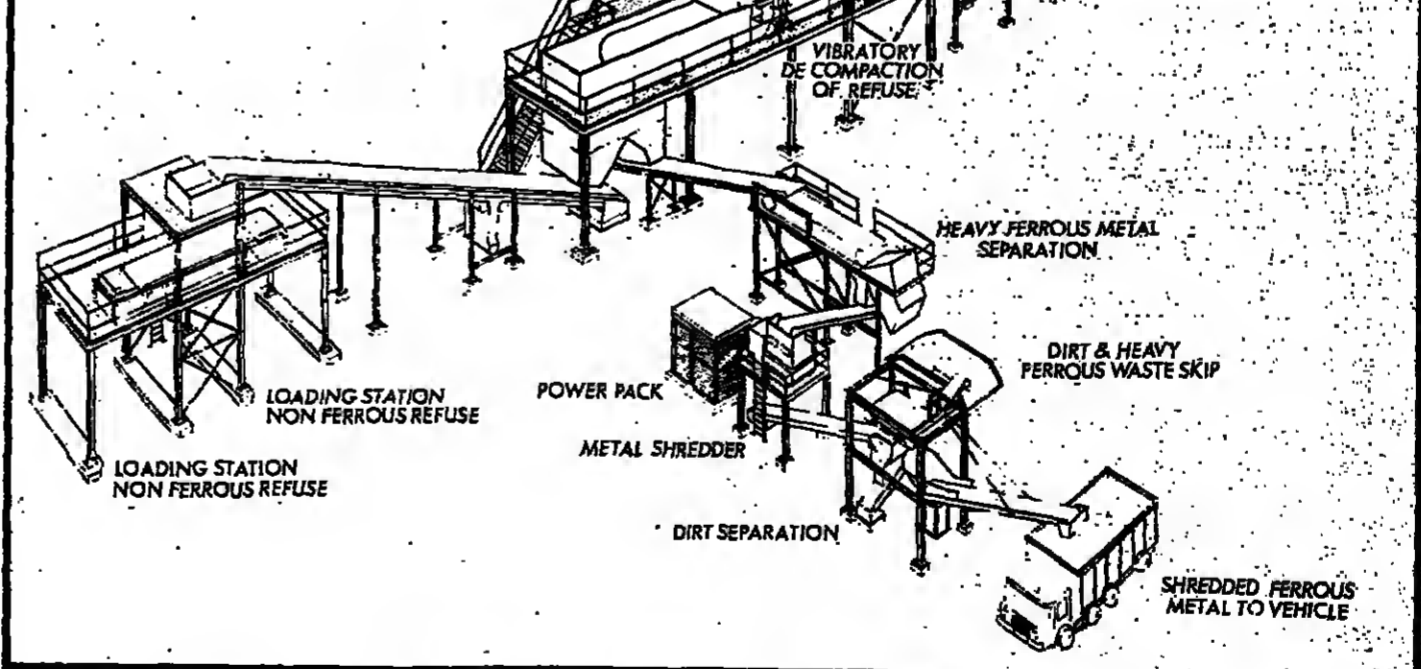 VIBRATORY
DE COMPACTION
OF REFUSE
HEAVY FERROUS METAL
SEPARATION
DIRT & HEAVY
FERROUS WASTE SKIP
POWER PACK
LOADING STATION
NON FERROUS REFUSE
METAL SHREDDER
LOADING STATION
NON FERROUS REFUSE
DIRT SEPARATION
SHREDDED FERROUS
METAL TO VEHICLE